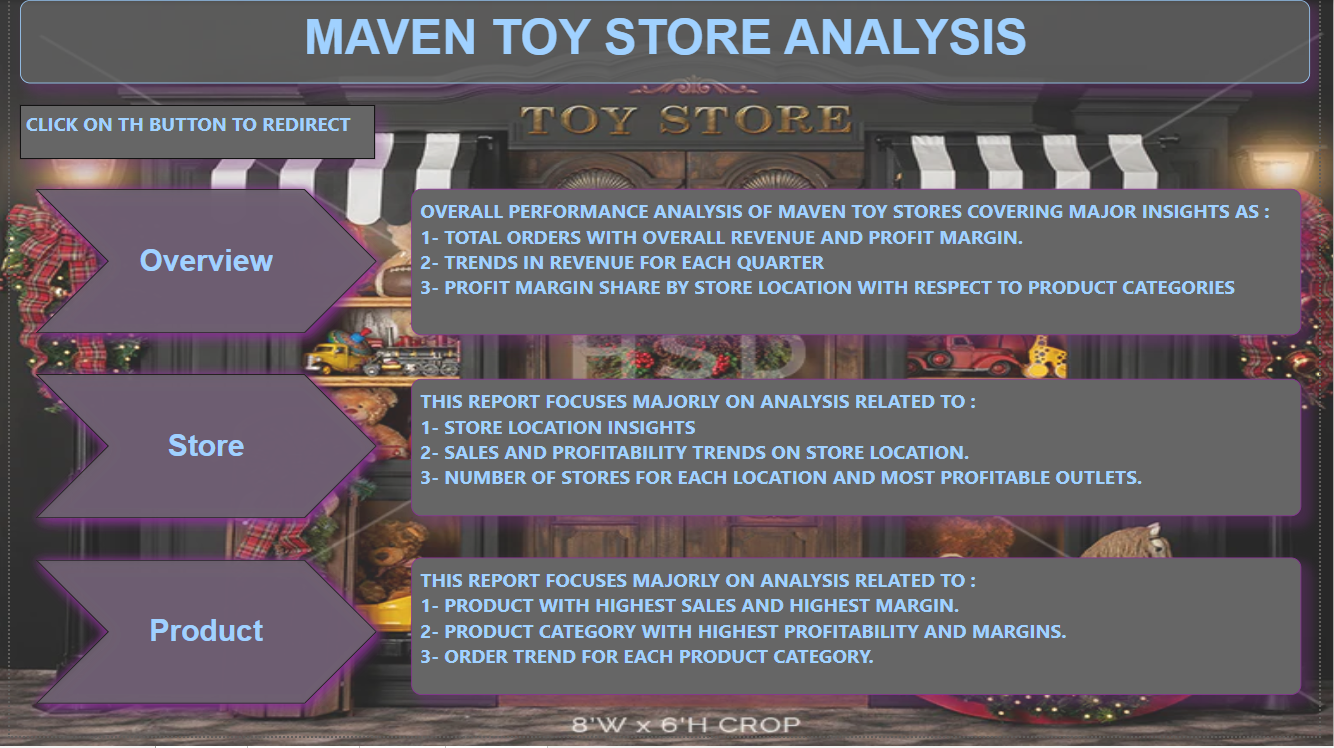 MAVEN TOY STORE ANALYSIS
TOY STORE
CLICK ON TH BUTTON TO REDIRECT
Overview
OVERALL PERFORMANCE ANALYSIS OF MAVEN TOY STORES COVERING MAJOR INSIGHTS AS :
1- TOTAL ORDERS WITH OVERALL REVENUE AND PROFIT MARGIN.
2- TRENDS IN REVENUE FOR EACH QUARTER
3- PROFIT MARGIN SHARE BY STORE LOCATION WITH RESPECT TO PRODUCT CATEGORIES
HSD
Store
THIS REPORT FOCUSES MAJORLY ON ANALYSIS RELATED TO :
1- STORE LOCATION INSIGHTS
2- SALES AND PROFITABILITY TRENDS ON STORE LOCATION.
3- NUMBER OF STORES FOR EACH LOCATION AND MOST PROFITABLE OUTLETS.
Product
THIS REPORT FOCUSES MAJORLY ON ANALYSIS RELATED TO :
1- PRODUCT WITH HIGHEST SALES AND HIGHEST MARGIN.
2- PRODUCT CATEGORY WITH HIGHEST PROFITABILITY AND MARGINS.
3- ORDER TREND FOR EACH PRODUCT CATEGORY.
8'W x 6'H CROP